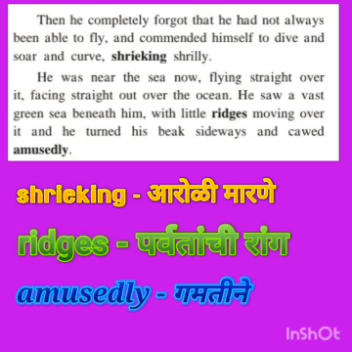 Then he completely forgot that he had not always
been able to fly, and commended himself to dive and
soar and curve, shrieking shrilly.
He was near the sea now, flying straight over
it, facing straight out over the ocean. He saw a vast
green sea beneath him, with little ridges moving over
it and he turned his beak sideways and cawed
amusedly.
shrieking - आरोळी मारणे
ridges - पर्वतांची रांग
amusedly - गमतीने
InShOt